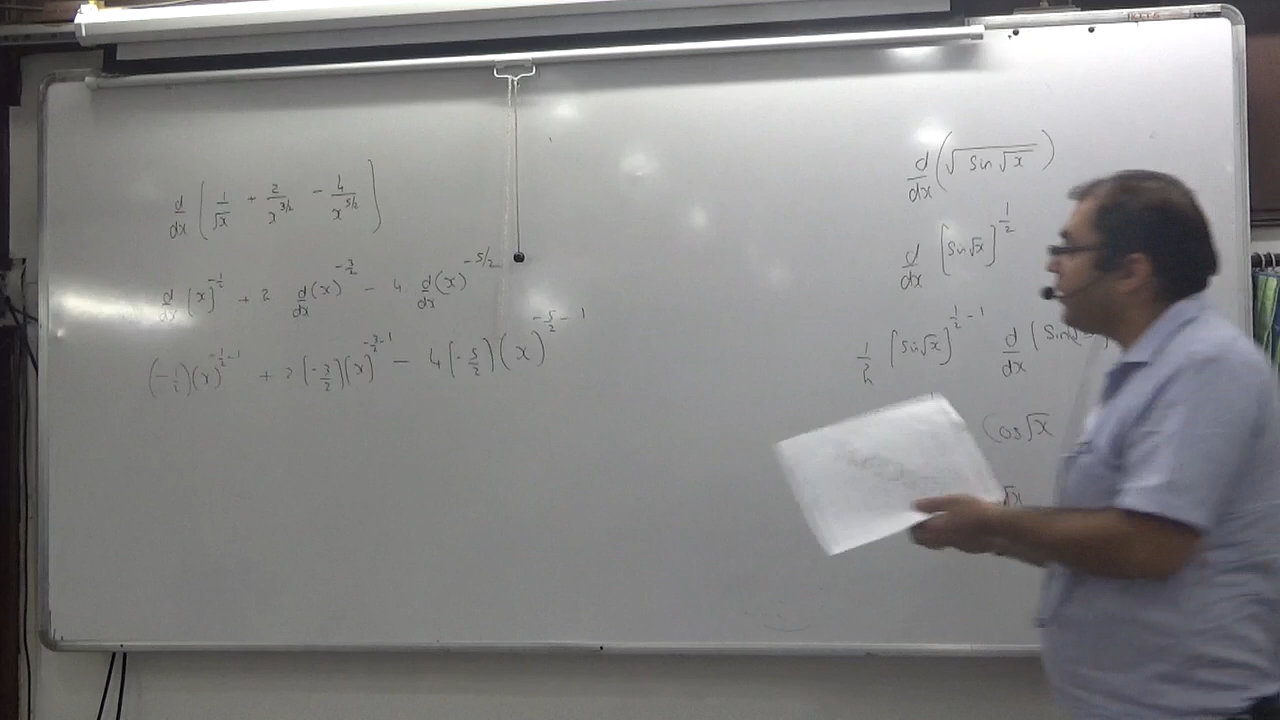 d/dx (1/√x + 2/x^3/2 - 4/x^5/2)
d/dx (x)^-1/2 + 2 d/dx (x)^-3/2 - 4 d/dx (x)^-5/2
(-1/2)(x)^-1/2-1 + 2(-3/2)(x)^-3/2-1 - 4(-5/2)(x)^-5/2-1
d/dx (√sin√x)
d/dx [sin√x]^1/2
1/2 [sin√x]^1/2-1 d/dx (sin
Cos√x
√x